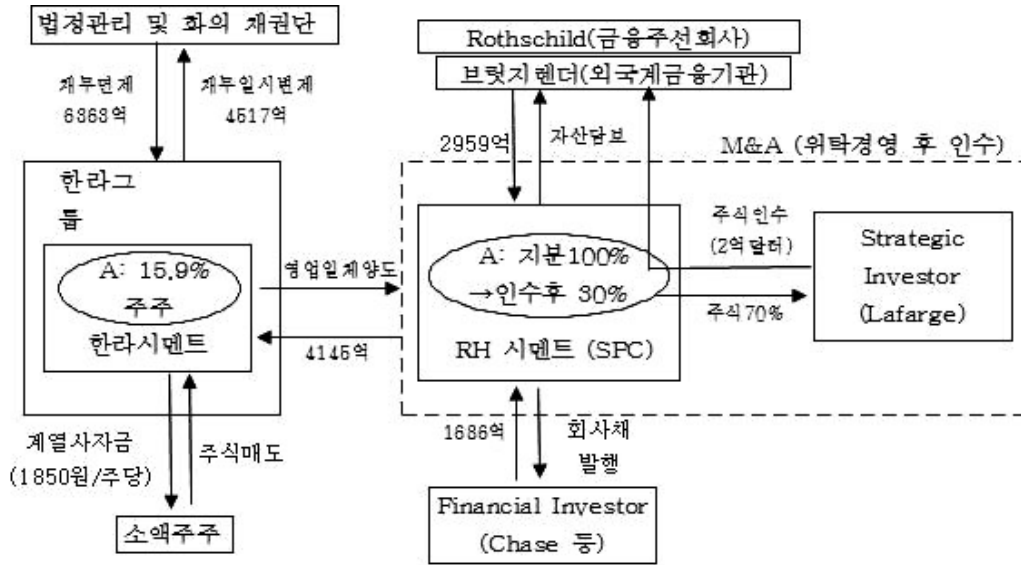 법정관리 및 화의 채권단
채무면제
6868억
채무일시변제
4517억
Rothschild(금융주선회사)
브릿지렌더(외국계금융기관)
2959억
자산담보
M&A (위탁경영 후 인수)
한라그
룹
A: 15.9%
주주
한라시멘트
영업일체양도
4145억
A: 지분100%
→인수후 30%
RH 시멘트 (SPC)
주식인수
(2억달러)
주식70%
Strategic
Investor
(Lafarge)
계열사자금
(1850원/주당)
주식매도
소액주주
1686억
회사채
발행
Financial Investor
(Chase 등)